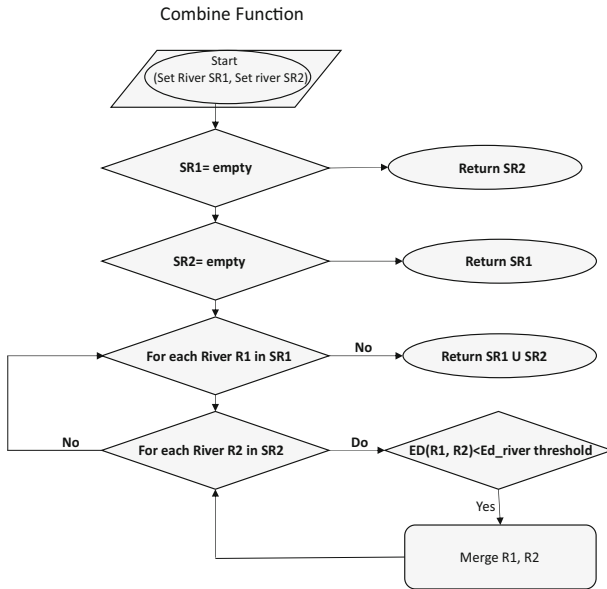 Combine Function
Start
(Set River SR1, Set river SR2)
SR1= empty
Return SR2
SR2= empty
Return SR1
For each River R1 in SR1
No
Return SR1 U SR2
No
For each River R2 in SR2
Do
ED(R1, R2)<Ed_river threshold
Yes
Merge R1, R2